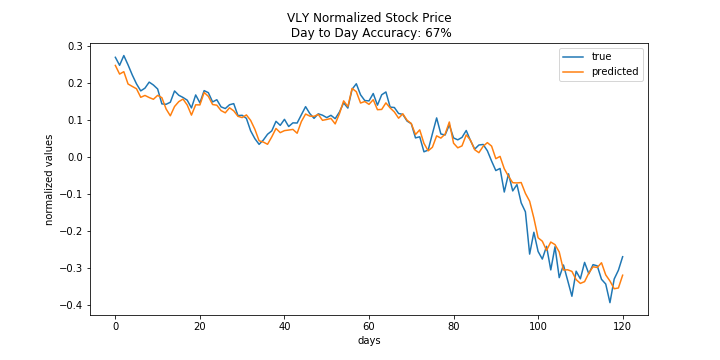 VLY Normalized Stock Price
Day to Day Accuracy: 67%
true
predicted
normalized values
0.3
0.2
0.1
0.0
−0.1
−0.2
−0.3
−0.4
0 20 40 60 80 100 120
days